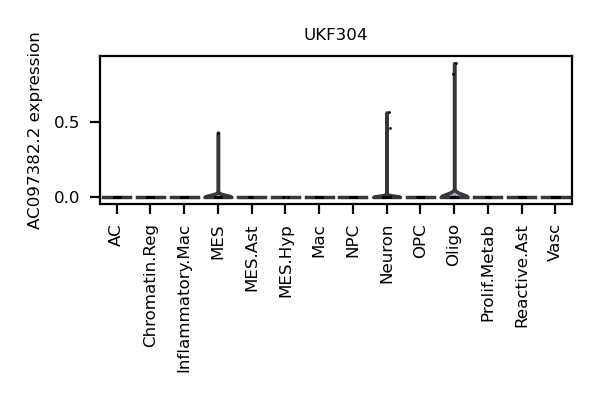 UKF304
AC097382.2 expression
0.5
0.0
AC
Chromatin.Reg
Inflammatory.Mac
MES
MES.Ast
MES.Hyp
Mac
NPC
Neuron
OPC
Oligo
Prolif.Metab
Reactive.Ast
Vasc